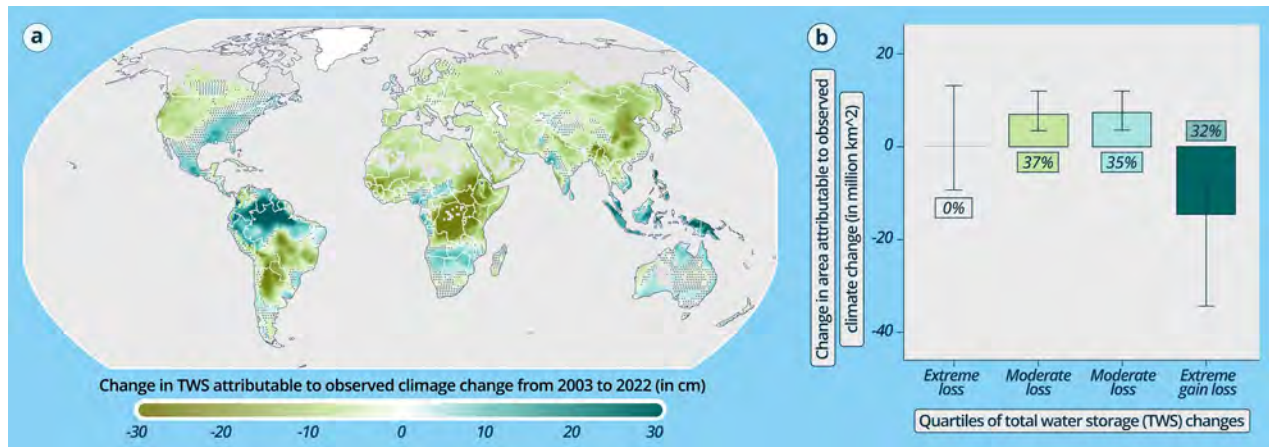 a
Change in TWS attributable to observed climage change from 2003 to 2022 (in cm)
-30 -20 -10 0 10 20 30
b
Change in area attributable to observed
climate change (in million km^2)
20
0
-20
-40
0%
37%
35%
32%
Extreme
loss
Moderate
loss
Moderate
loss
Extreme
gain loss
Quartiles of total water storage (TWS) changes